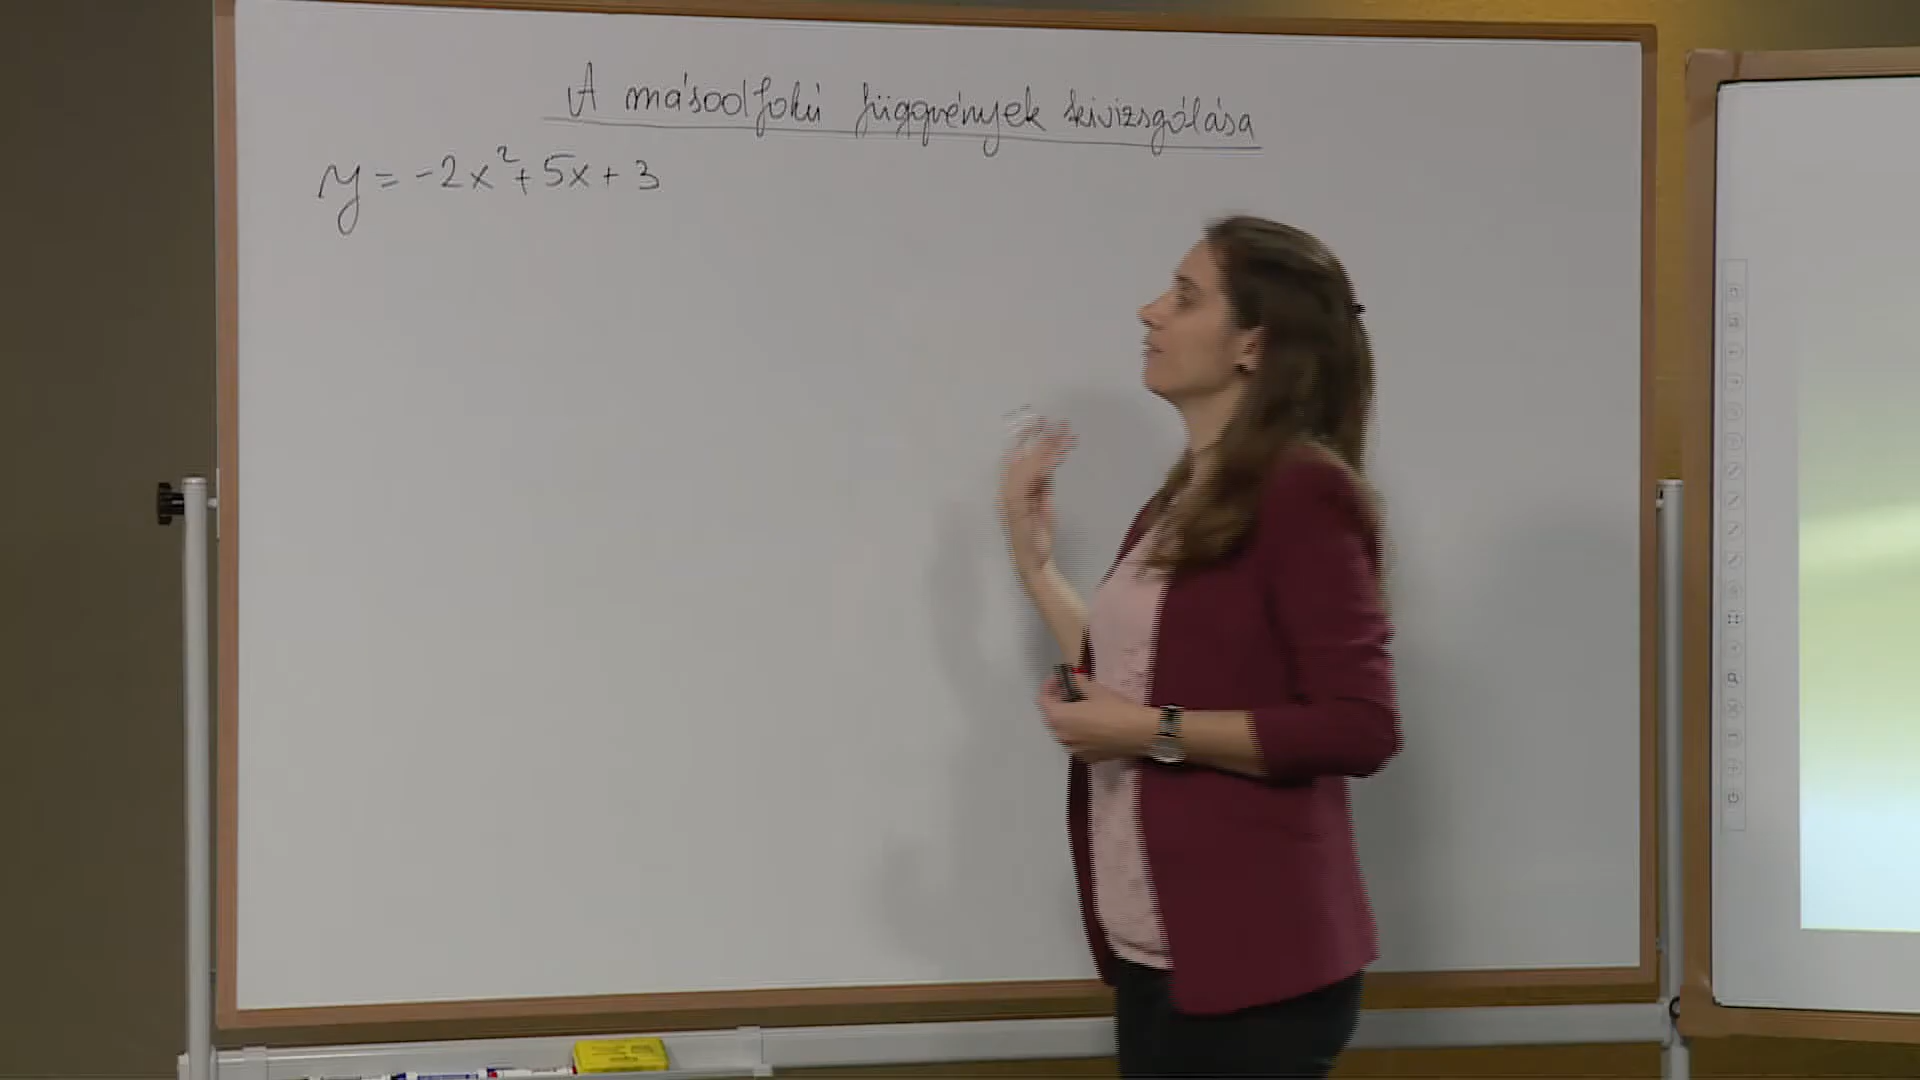 A másodfokú függvények kivizsgálása
y = -2x² + 5x + 3